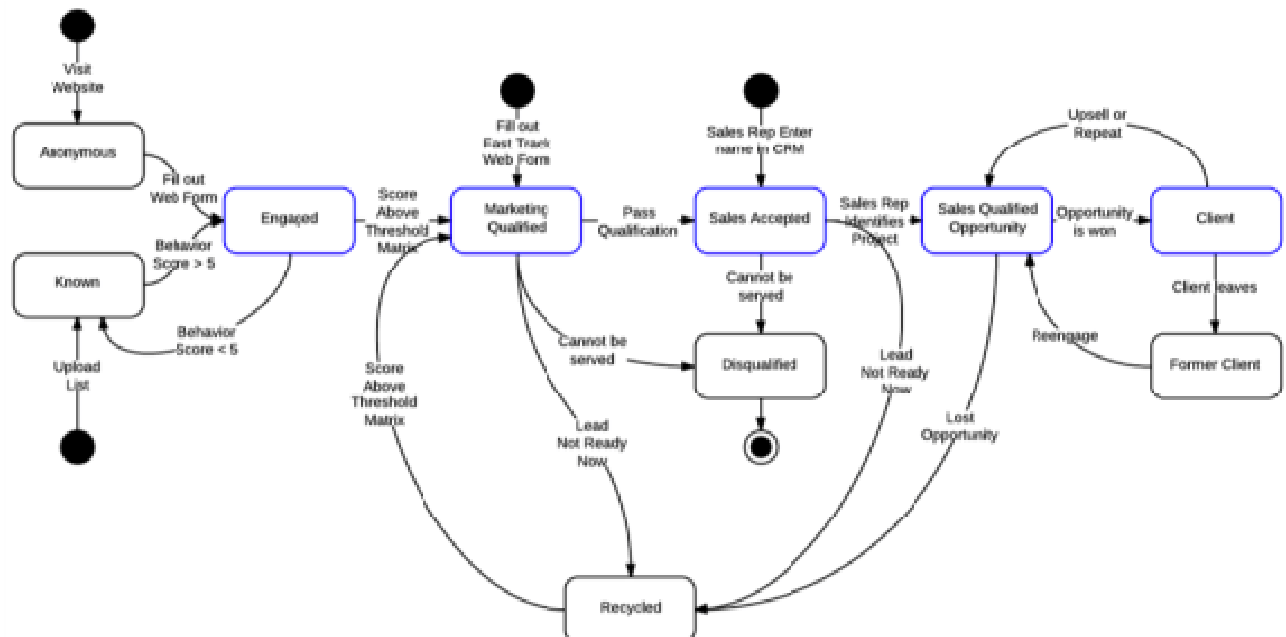 Visit
Website
Anonymous
Fill out
Web Form
Engaged
Behavior
Score > 5
Known
Behavior
Score < 5
Upload
List
Score
Above
Threshold
Matrix
Fill out
Fast Track
Web Form
Marketing
Qualified
Pass
Qualification
Sales Rep Enter
name in CRM
Sales Accepted
Sales Rep
Identifies
Project
Sales Qualified
Opportunity
Upsell or
Repeat
Opportunity
is won
Client
Client leaves
Former Client
Reengage
Cannot be
served
Disqualified
Cannot be
served
Lead
Not Ready
Now
Lead
Not Ready
Now
Lost
Opportunity
Score
Above
Threshold
Matrix
Recycled